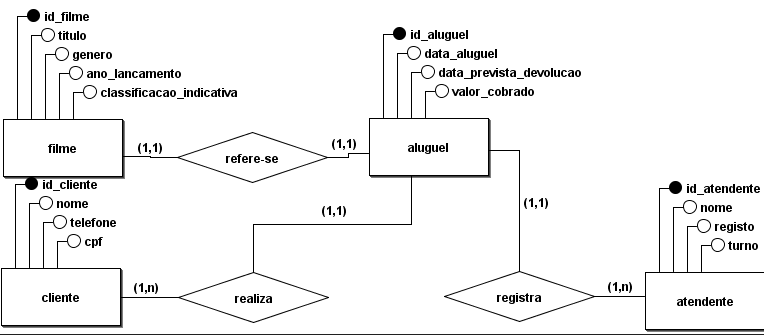 id_filme
titulo
genero
ano_lancamento
classificacao_indicativa
filme
(1,1)
refere-se
(1,1)
id_aluguel
data_aluguel
data_prevista_devolucao
valor_cobrado
aluguel
id_cliente
nome
telefone
cpf
cliente
(1,n)
realiza
(1,1)
(1,1)
registra
(1,n)
id_atendente
nome
registo
turno
atendente